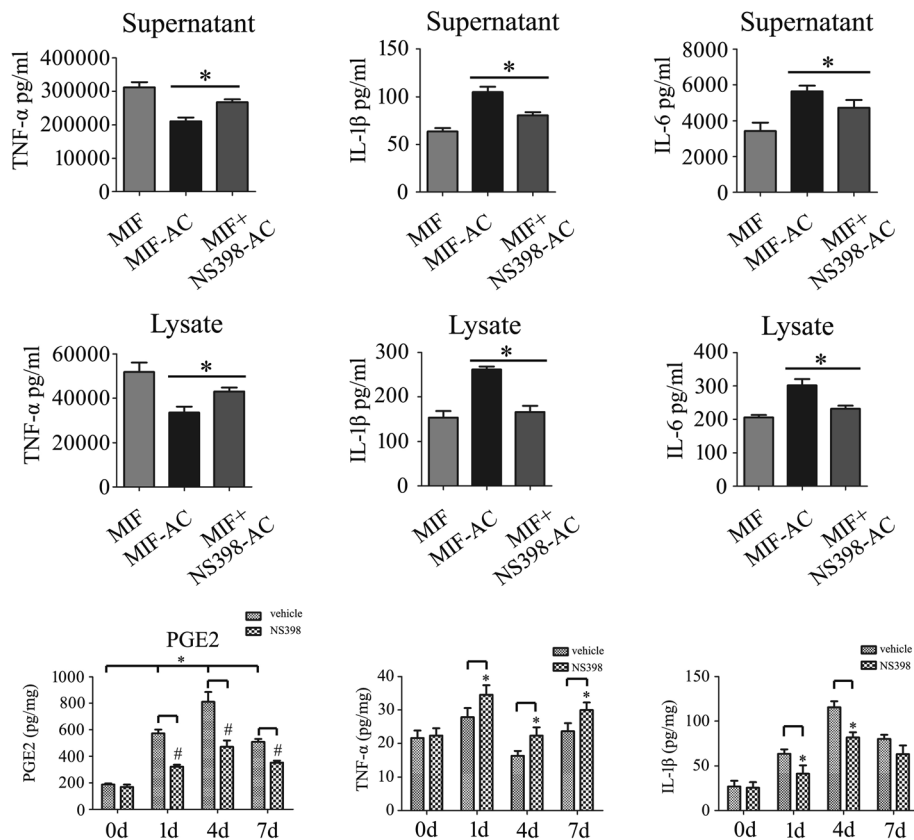 Supernatant
TNF-α pg/ml
400000
300000
200000
100000
0
*
MIF
MIF-AC
MIF+
NS398-AC
Supernatant
IL-1β pg/ml
150
100
50
0
*
MIF
MIF-AC
MIF+
NS398-AC
Supernatant
IL-6 pg/ml
8000
6000
4000
2000
0
*
MIF
MIF-AC
MIF+
NS398-AC
Lysate
TNF-α pg/ml
60000
40000
20000
0
*
MIF
MIF-AC
MIF+
NS398-AC
Lysate
IL-1β pg/ml
300
200
100
0
*
MIF
MIF-AC
MIF+
NS398-AC
Lysate
IL-6 pg/ml
400
300
200
100
0
*
MIF
MIF-AC
MIF+
NS398-AC
vehicle
NS398
PGE2
PGE2 (pg/mg)
1000
800
600
400
200
0
*
# # #
0d 1d 4d 7d
vehicle
NS398
TNF-α (pg/mg)
40
30
20
10
0
* * *
0d 1d 4d 7d
vehicle
NS398
IL-1β (pg/mg)
150
100
50
0
* *
0d 1d 4d 7d